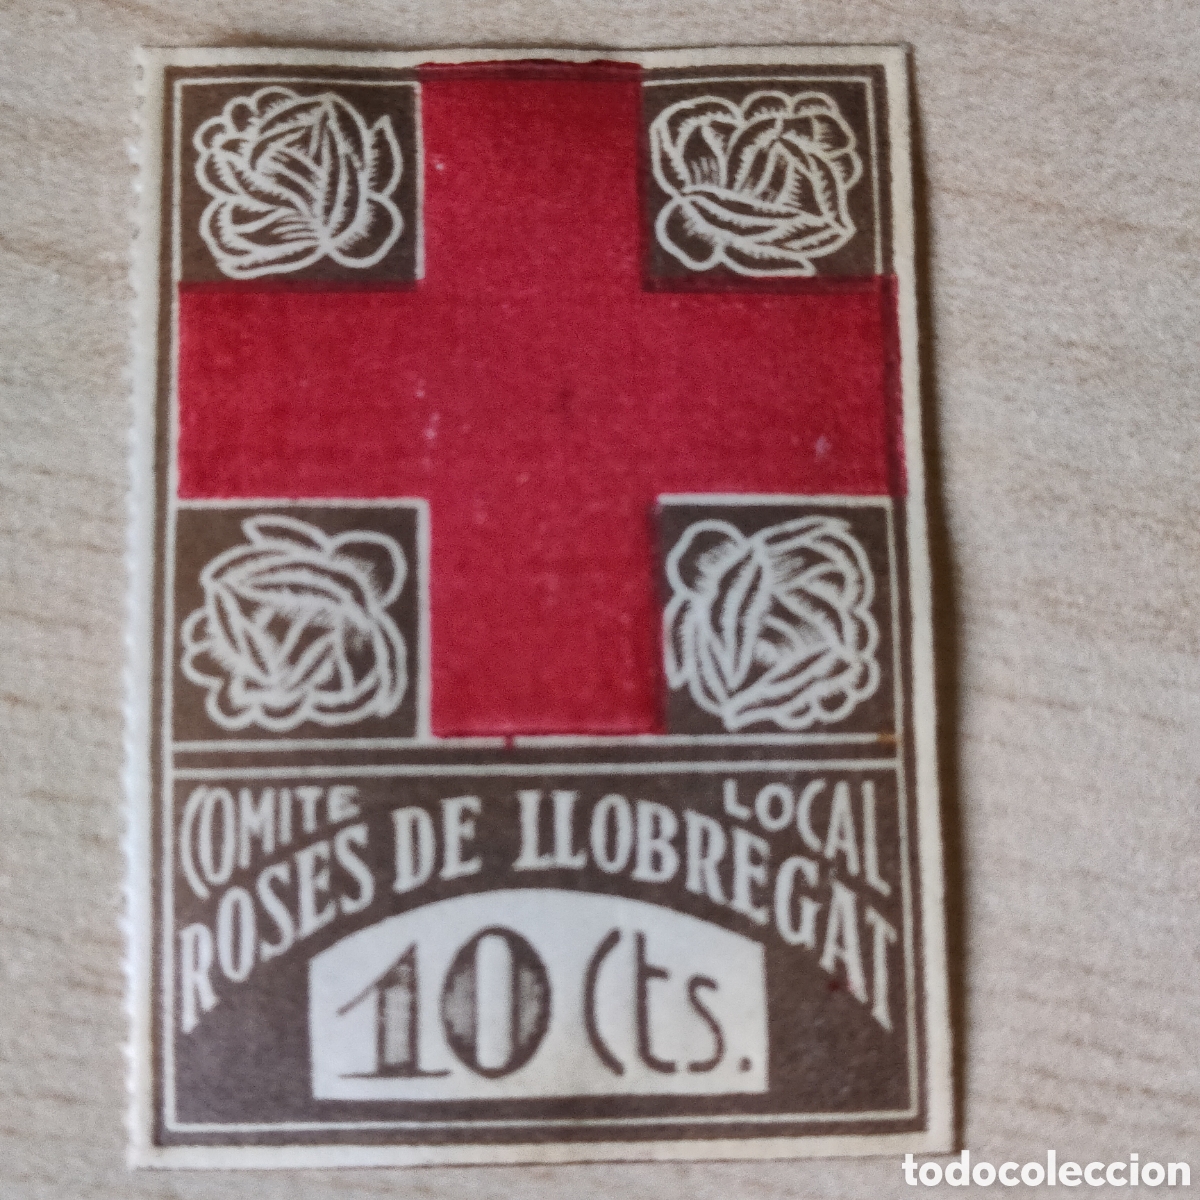 COMITE LOCAL
ROSES DE LLOBREGAT
10 Cts.
todocoleccion